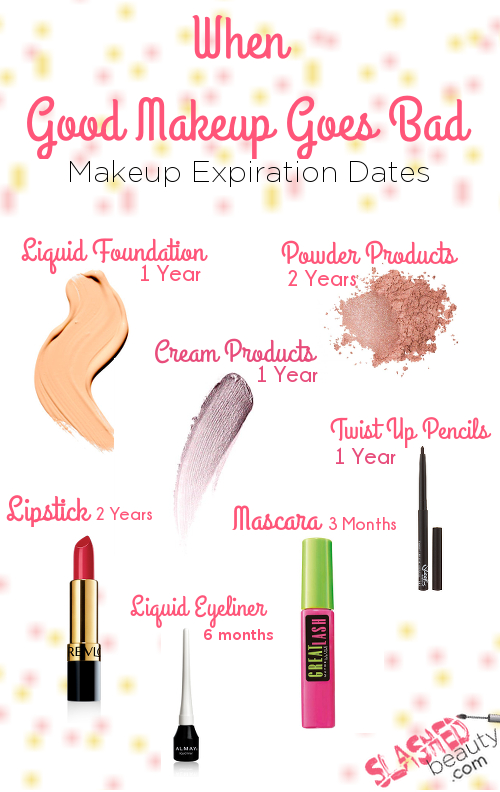 When
Good Makeup Goes Bad
Makeup Expiration Dates
Liquid Foundation
1 Year
Powder Products
2 Years
Cream Products
1 Year
Twist Up Pencils
1 Year
Lipstick 2 Years
Mascara 3 Months
Liquid Eyeliner
6 months
REVLO
GREAT LASH
ALMAY
SLASHED
beauty
.com